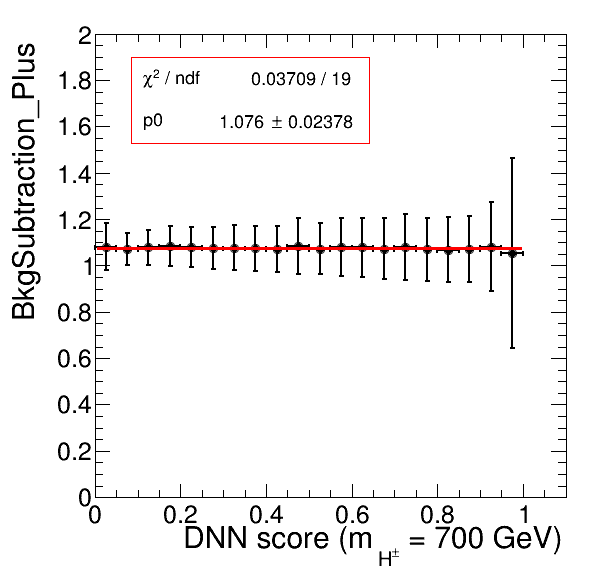 2
1.8
1.6
1.4
1.2
1
0.8
0.6
0.4
0.2
0
BkgSubtraction_Plus
χ² / ndf 0.03709 / 19
p0 1.076 ± 0.02378
0 0.2 0.4 0.6 0.8 1
DNN score (m_H± = 700 GeV)